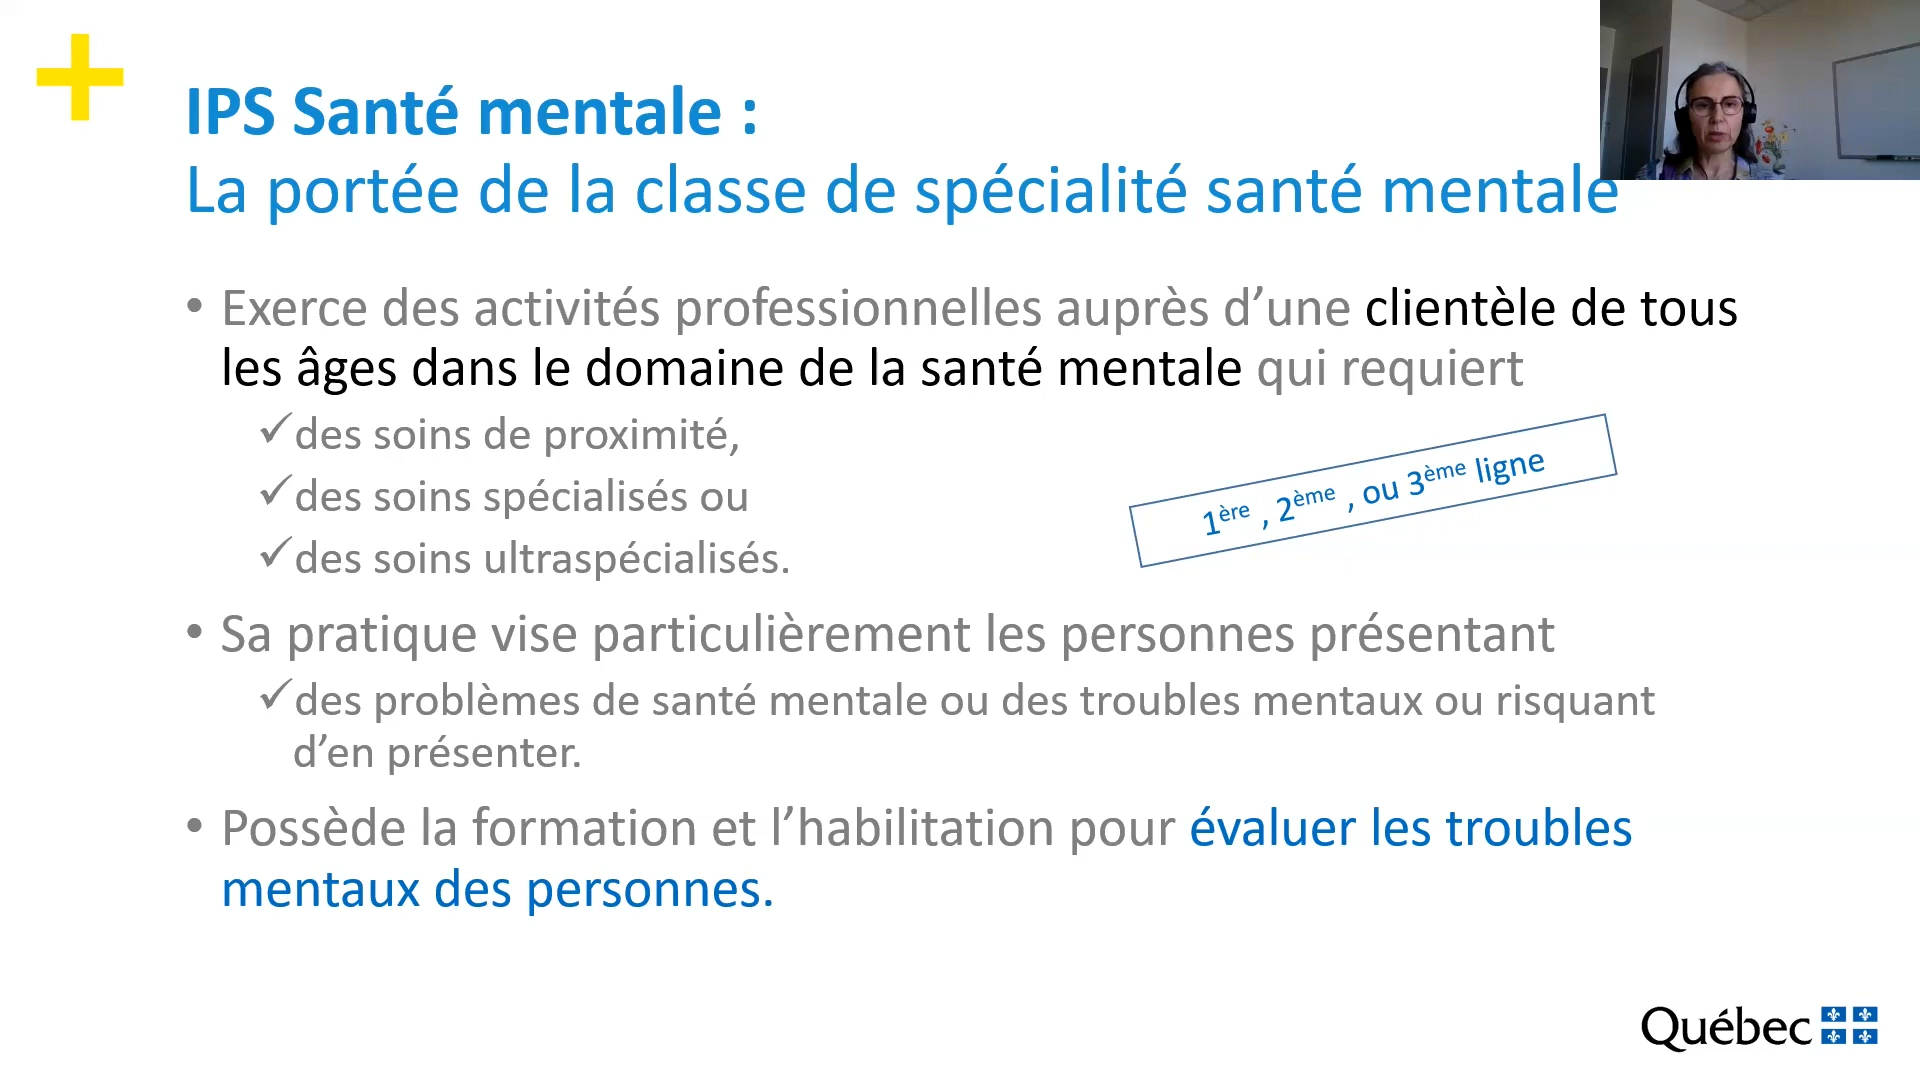 IPS Santé mentale :
La portée de la classe de spécialité santé mentale
• Exerce des activités professionnelles auprès d’une clientèle de tous
les âges dans le domaine de la santé mentale qui requiert
✓des soins de proximité,
✓des soins spécialisés ou
✓des soins ultraspécialisés.
1ère , 2ème , ou 3ème ligne
• Sa pratique vise particulièrement les personnes présentant
✓des problèmes de santé mentale ou des troubles mentaux ou risquant
d’en présenter.
• Possède la formation et l’habilitation pour évaluer les troubles
mentaux des personnes.
Québec